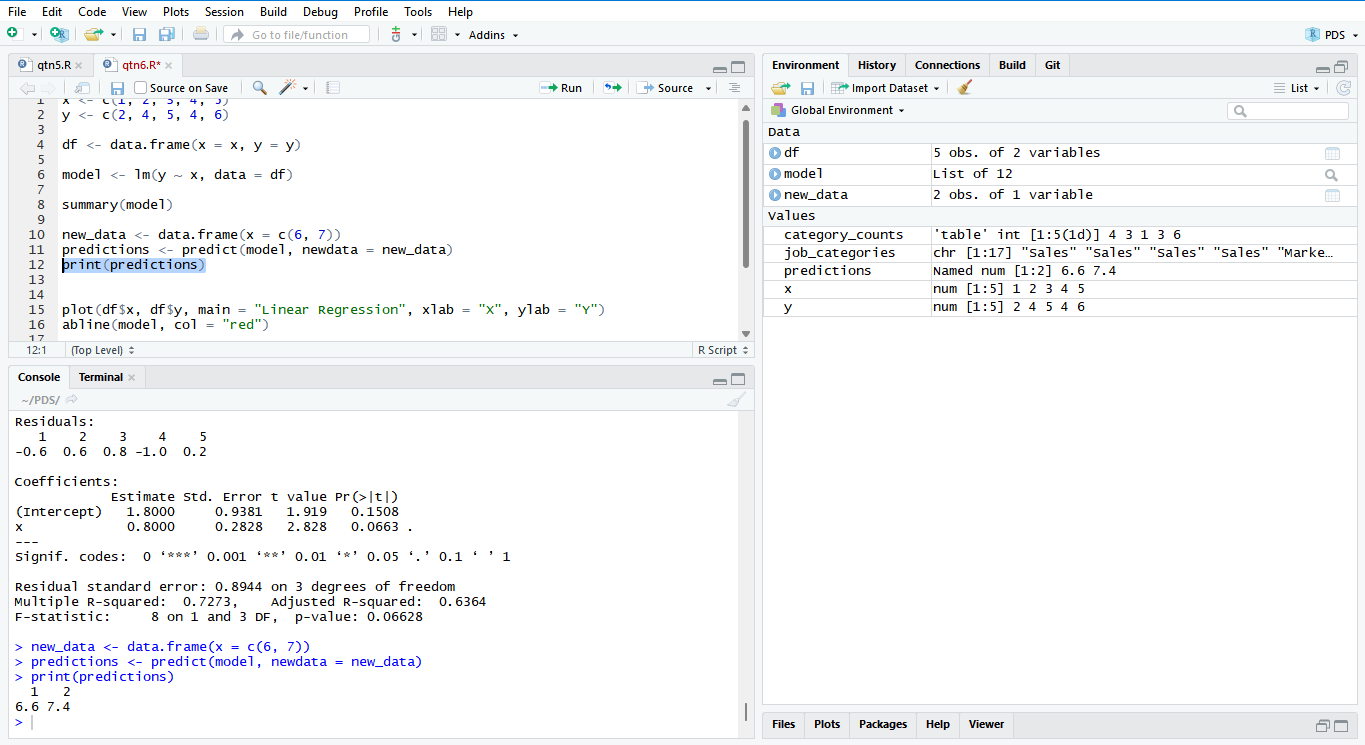 File Edit Code View Plots Session Build Debug Profile Tools Help
Go to file/function Addins PDS
qtn5.R qtn6.R*
Source on Save Run Source
1 x <- c(1, 2, 3, 4, 5)
2 y <- c(2, 4, 5, 4, 6)
3
4 df <- data.frame(x = x, y = y)
5
6 model <- lm(y ~ x, data = df)
7
8 summary(model)
9
10 new_data <- data.frame(x = c(6, 7))
11 predictions <- predict(model, newdata = new_data)
12 print(predictions)
13
14
15 plot(df$x, df$y, main = "Linear Regression", xlab = "X", ylab = "Y")
16 abline(model, col = "red")
17
12:1 (Top Level) R Script
Console Terminal
~/PDS/
Residuals:
1 2 3 4 5
-0.6 0.6 0.8 -1.0 0.2
Coefficients:
Estimate Std. Error t value Pr(>|t|)
(Intercept) 1.8000 0.9381 1.919 0.1508
x 0.8000 0.2828 2.828 0.0663 .
---
Signif. codes: 0 ‘***’ 0.001 ‘**’ 0.01 ‘*’ 0.05 ‘.’ 0.1 ‘ ’ 1
Residual standard error: 0.8944 on 3 degrees of freedom
Multiple R-squared: 0.7273, Adjusted R-squared: 0.6364
F-statistic: 8 on 1 and 3 DF, p-value: 0.06628
> new_data <- data.frame(x = c(6, 7))
> predictions <- predict(model, newdata = new_data)
> print(predictions)
1 2
6.6 7.4
>
Environment History Connections Build Git
Import Dataset List
Global Environment
Data
df 5 obs. of 2 variables
model List of 12
new_data 2 obs. of 1 variable
Values
category_counts 'table' int [1:5(1d)] 4 3 1 3 6
job_categories chr [1:17] "Sales" "Sales" "Sales" "Sales" "Marke…
predictions Named num [1:2] 6.6 7.4
x num [1:5] 1 2 3 4 5
y num [1:5] 2 4 5 4 6
Files Plots Packages Help Viewer